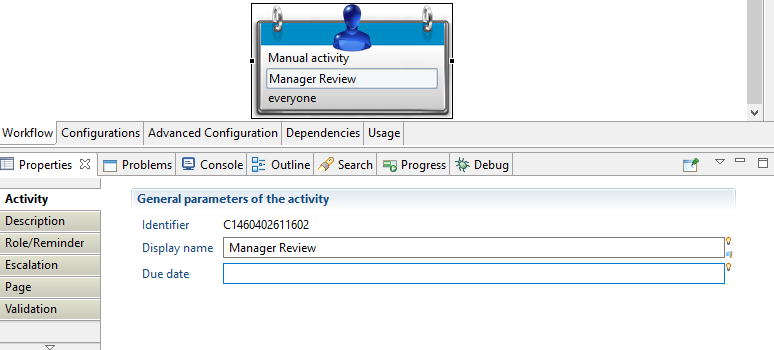 Manual activity
Manager Review
everyone
Workflow Configurations Advanced Configuration Dependencies Usage
Properties Problems Console Outline Search Progress Debug
Activity
General parameters of the activity
Description
Identifier C1460402611602
Role/Reminder
Display name Manager Review
Escalation
Due date
Page
Validation